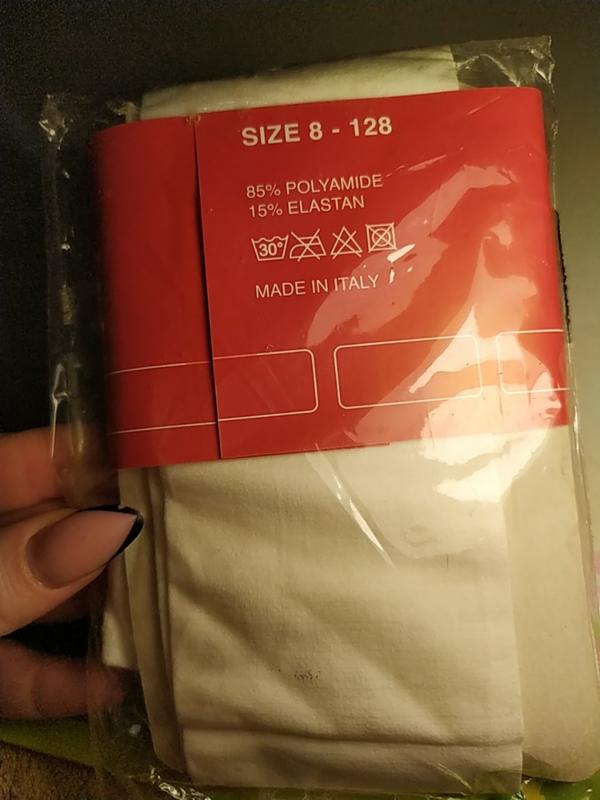 SIZE 8 - 128
85% POLYAMIDE
15% ELASTAN
30°
MADE IN ITALY